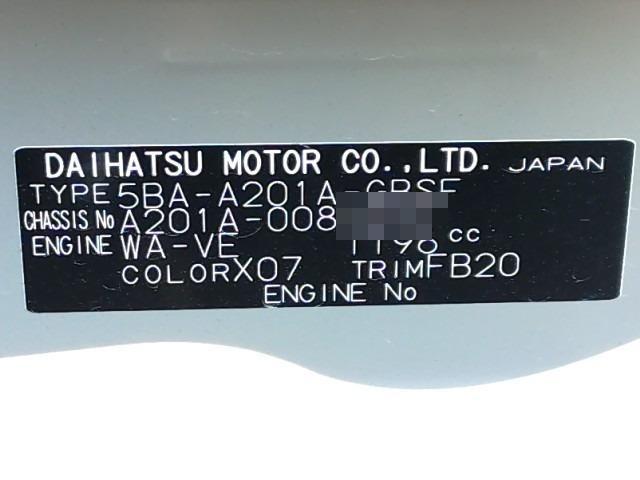 DAIHATSU MOTOR CO.,LTD. JAPAN
TYPE 5BA-A201A-GBSF
CHASSIS No A201A-008
ENGINE WA-VE 1196 cc
COLOR X07 TRIM FB20
ENGINE No